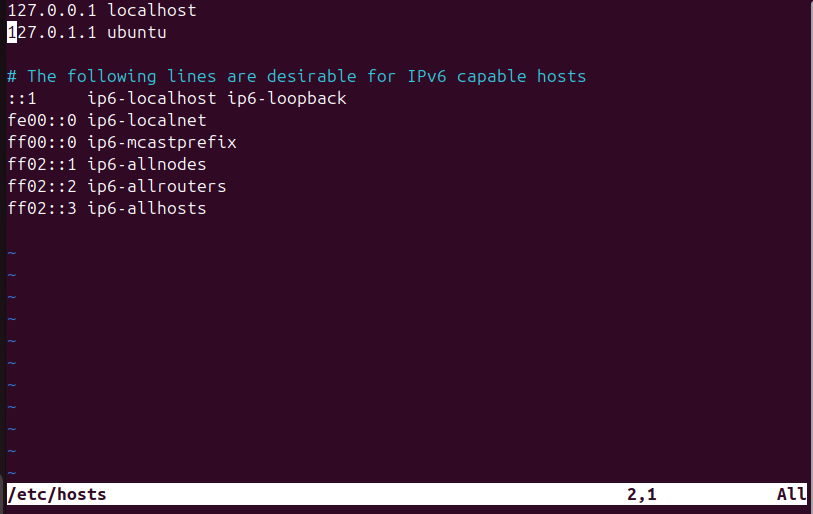 127.0.0.1 localhost
127.0.1.1 ubuntu

# The following lines are desirable for IPv6 capable hosts
::1     ip6-localhost ip6-loopback
fe00::0 ip6-localnet
ff00::0 ip6-mcastprefix
ff02::1 ip6-allnodes
ff02::2 ip6-allrouters
ff02::3 ip6-allhosts

~
~
~
~
~
~
~
~
~
~
~
/etc/hosts 2,1 All